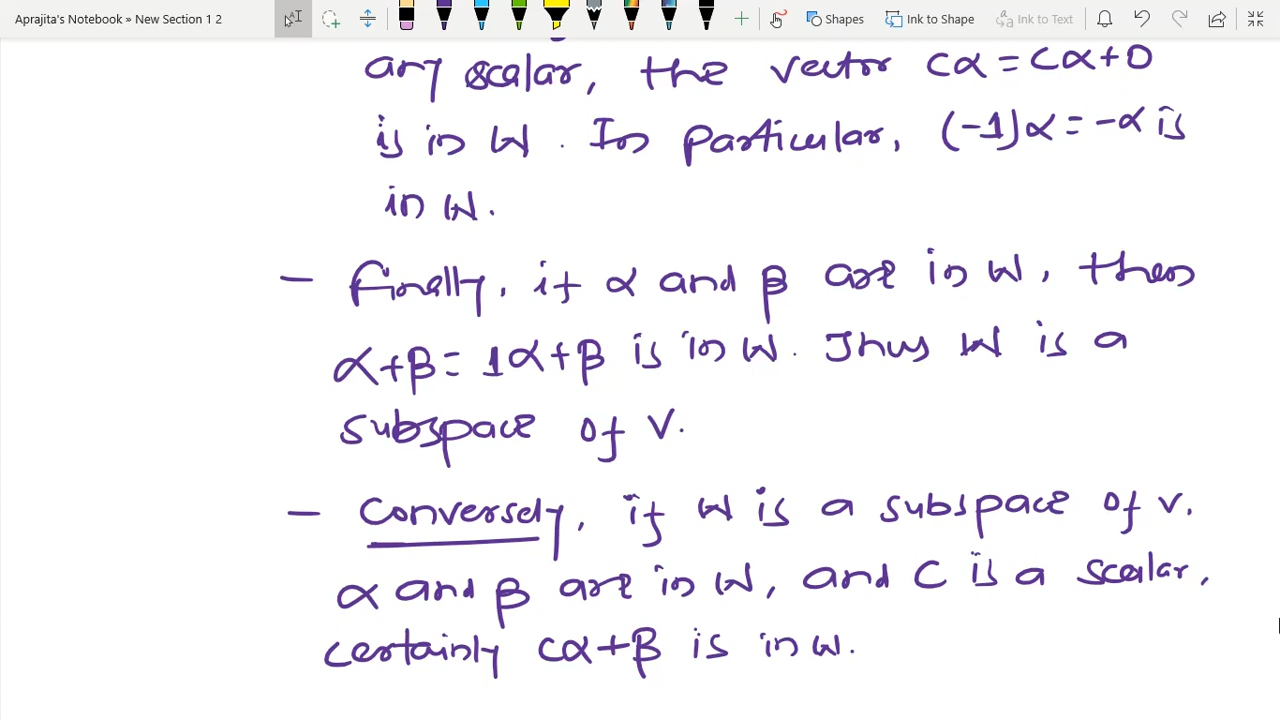 Aprajita's Notebook » New Section 1 2
Shapes Ink to Shape Ink to Text
any scalar, the vector cα = cα+0
is in W. In particular, (-1)α = -α is
in W.
- Finally, if α and β are in W, then
α+β = 1α+β is in W. Thus W is a
subspace of V.
- Conversely, if W is a subspace of V.
α and β are in W, and C is a scalar,
certainly cα+β is in W.